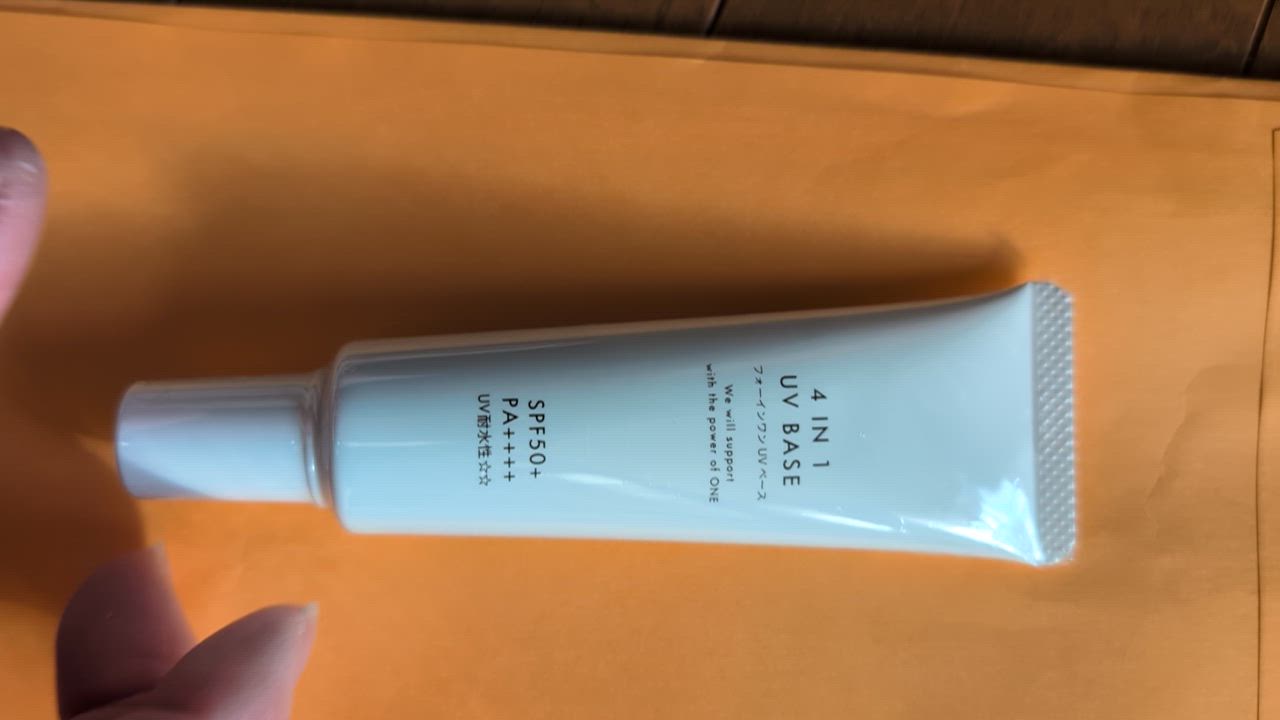 4 IN 1
UV BASE
フォーインワンUVベース
We will support
with the power of ONE
SPF50+
PA++++
UV耐水性☆☆